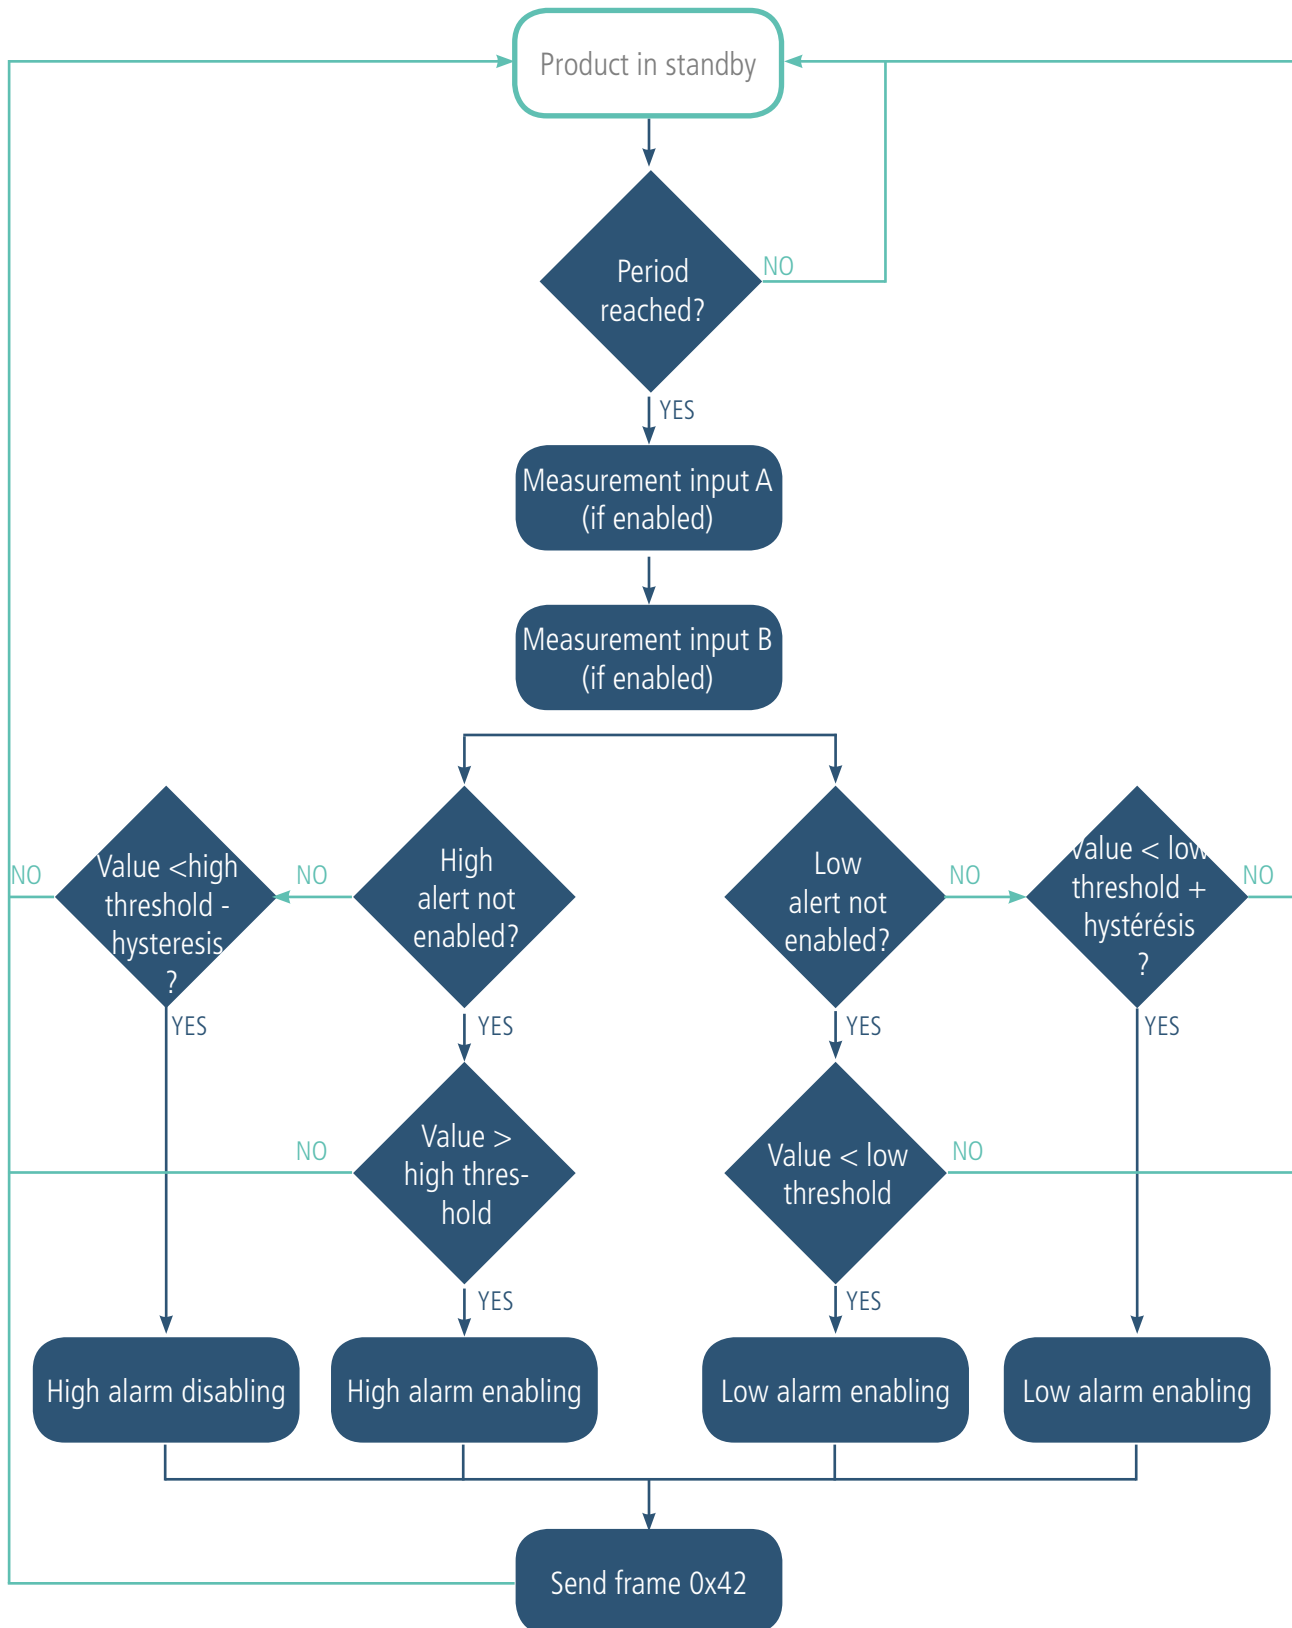 Product in standby
Period
reached?
NO
YES
Measurement input A
(if enabled)
Measurement input B
(if enabled)
NO
Value <high
threshold -
hysteresis
?
NO
High
alert not
enabled?
Low
alert not
enabled?
NO
Value < low
threshold +
hystérésis
?
NO
YES
YES
YES
YES
NO
Value >
high thres-
hold
Value < low
threshold
NO
YES
YES
High alarm disabling
High alarm enabling
Low alarm enabling
Low alarm enabling
Send frame 0x42